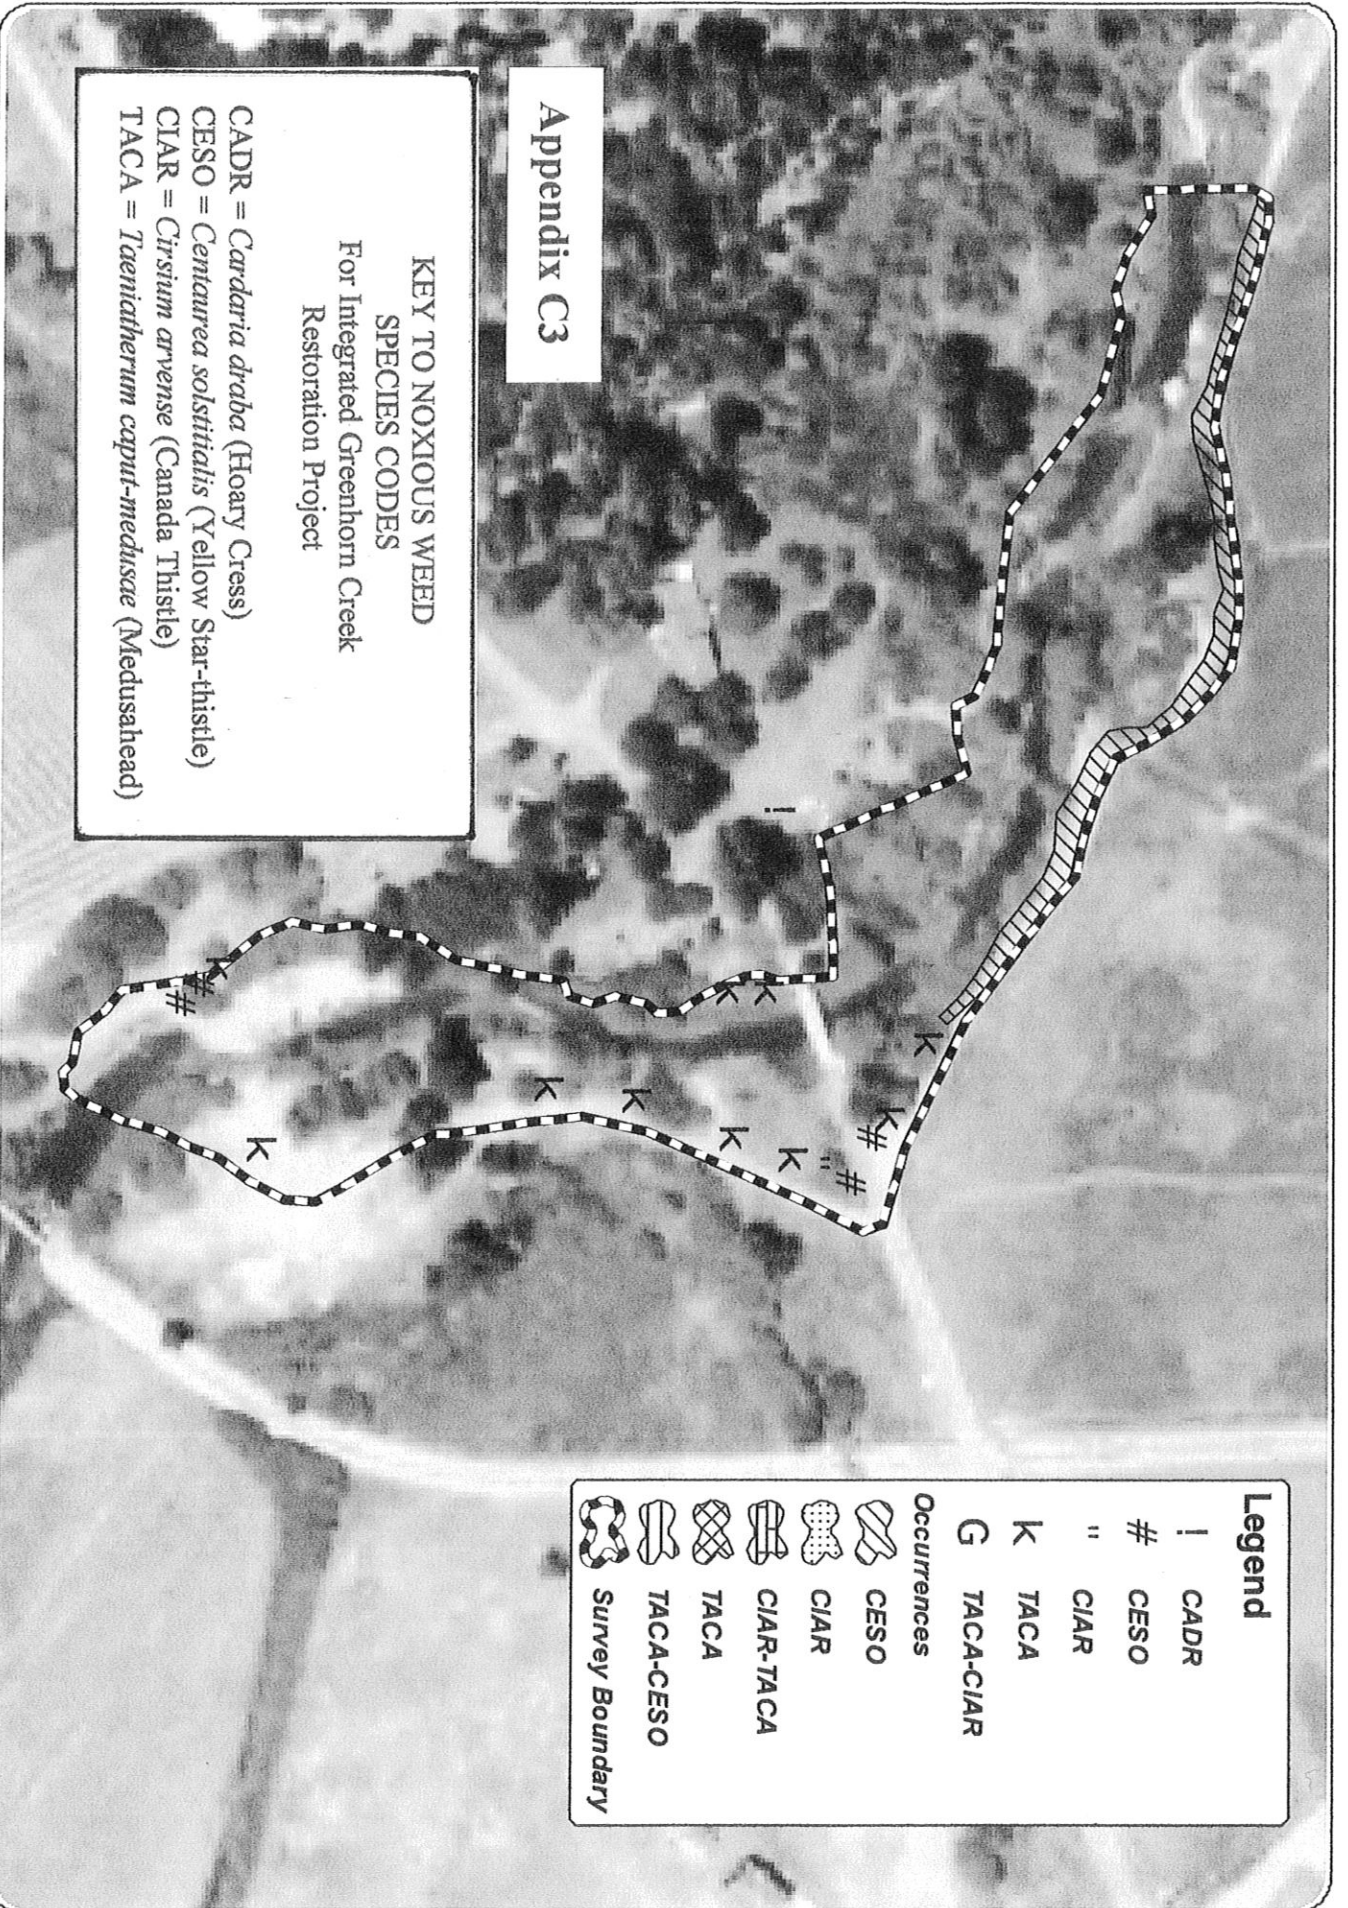 Legend
! CADR
# CESO
" CIAR
k TACA
G TACA-CIAR
Occurrences
CESO
CIAR
CIAR-TACA
TACA
TACA-CESO
Survey Boundary
k
k
#
#
"
k
k
k
k
k
k
k
k
#
#
!
Appendix C3
KEY TO NOXIOUS WEED
SPECIES CODES
For Integrated Greenhorn Creek
Restoration Project
CADR = Cardaria draba (Hoary Cress)
CESO = Centaurea solstitialis (Yellow Star-thistle)
CIAR = Cirsium arvense (Canada Thistle)
TACA = Taeniatherum caput-medusae (Medusahead)